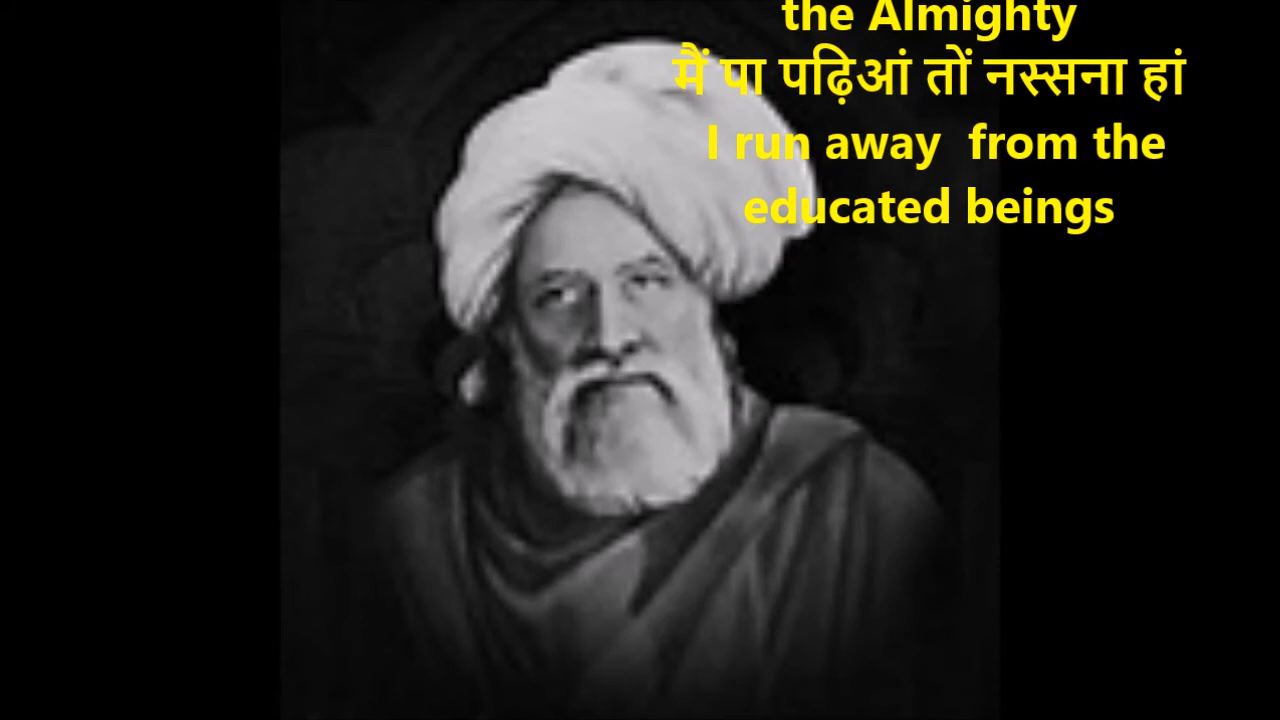 the Almighty
मैं पा पढ़िआं तों नस्सना हां
I run away  from the
educated beings